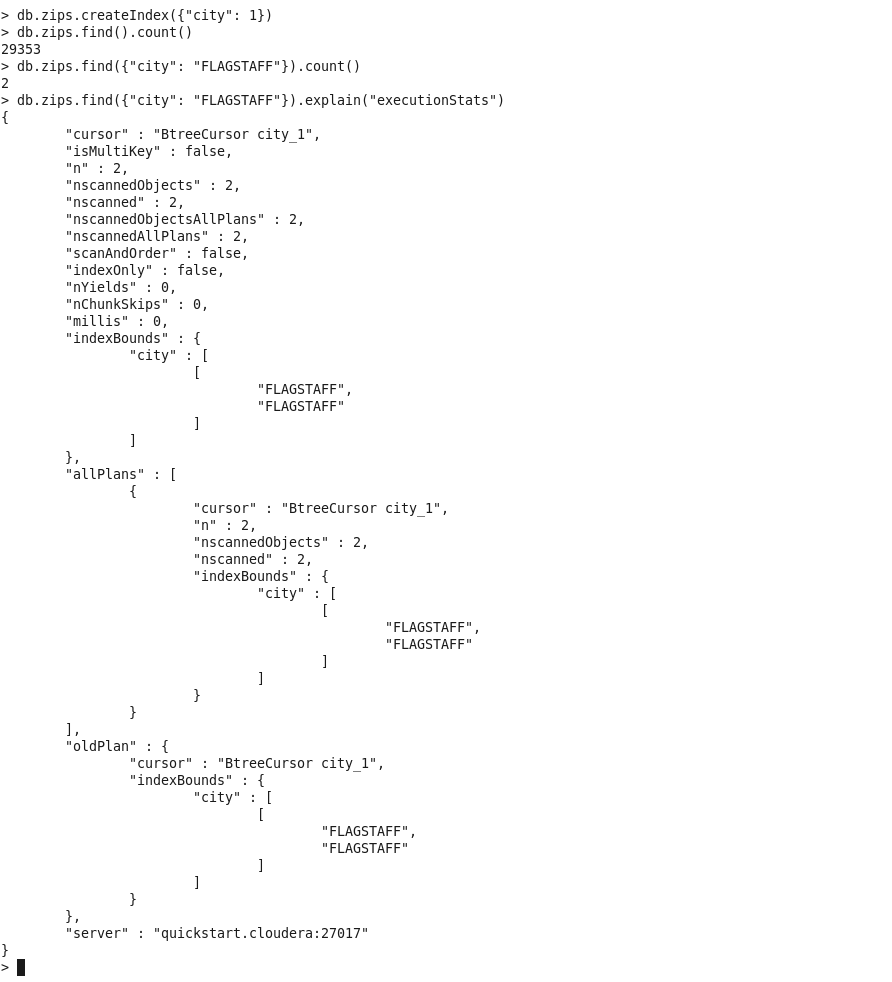 > db.zips.createIndex({"city": 1})
> db.zips.find().count()
29353
> db.zips.find({"city": "FLAGSTAFF"}).count()
2
> db.zips.find({"city": "FLAGSTAFF"}).explain("executionStats")
{
        "cursor" : "BtreeCursor city_1",
        "isMultiKey" : false,
        "n" : 2,
        "nscannedObjects" : 2,
        "nscanned" : 2,
        "nscannedObjectsAllPlans" : 2,
        "nscannedAllPlans" : 2,
        "scanAndOrder" : false,
        "indexOnly" : false,
        "nYields" : 0,
        "nChunkSkips" : 0,
        "millis" : 0,
        "indexBounds" : {
                "city" : [
                        [
                                "FLAGSTAFF",
                                "FLAGSTAFF"
                        ]
                ]
        },
        "allPlans" : [
                {
                        "cursor" : "BtreeCursor city_1",
                        "n" : 2,
                        "nscannedObjects" : 2,
                        "nscanned" : 2,
                        "indexBounds" : {
                                "city" : [
                                        [
                                                "FLAGSTAFF",
                                                "FLAGSTAFF"
                                        ]
                                ]
                        }
                }
        ],
        "oldPlan" : {
                "cursor" : "BtreeCursor city_1",
                "indexBounds" : {
                        "city" : [
                                [
                                        "FLAGSTAFF",
                                        "FLAGSTAFF"
                                ]
                        ]
                }
        },
        "server" : "quickstart.cloudera:27017"
}
>